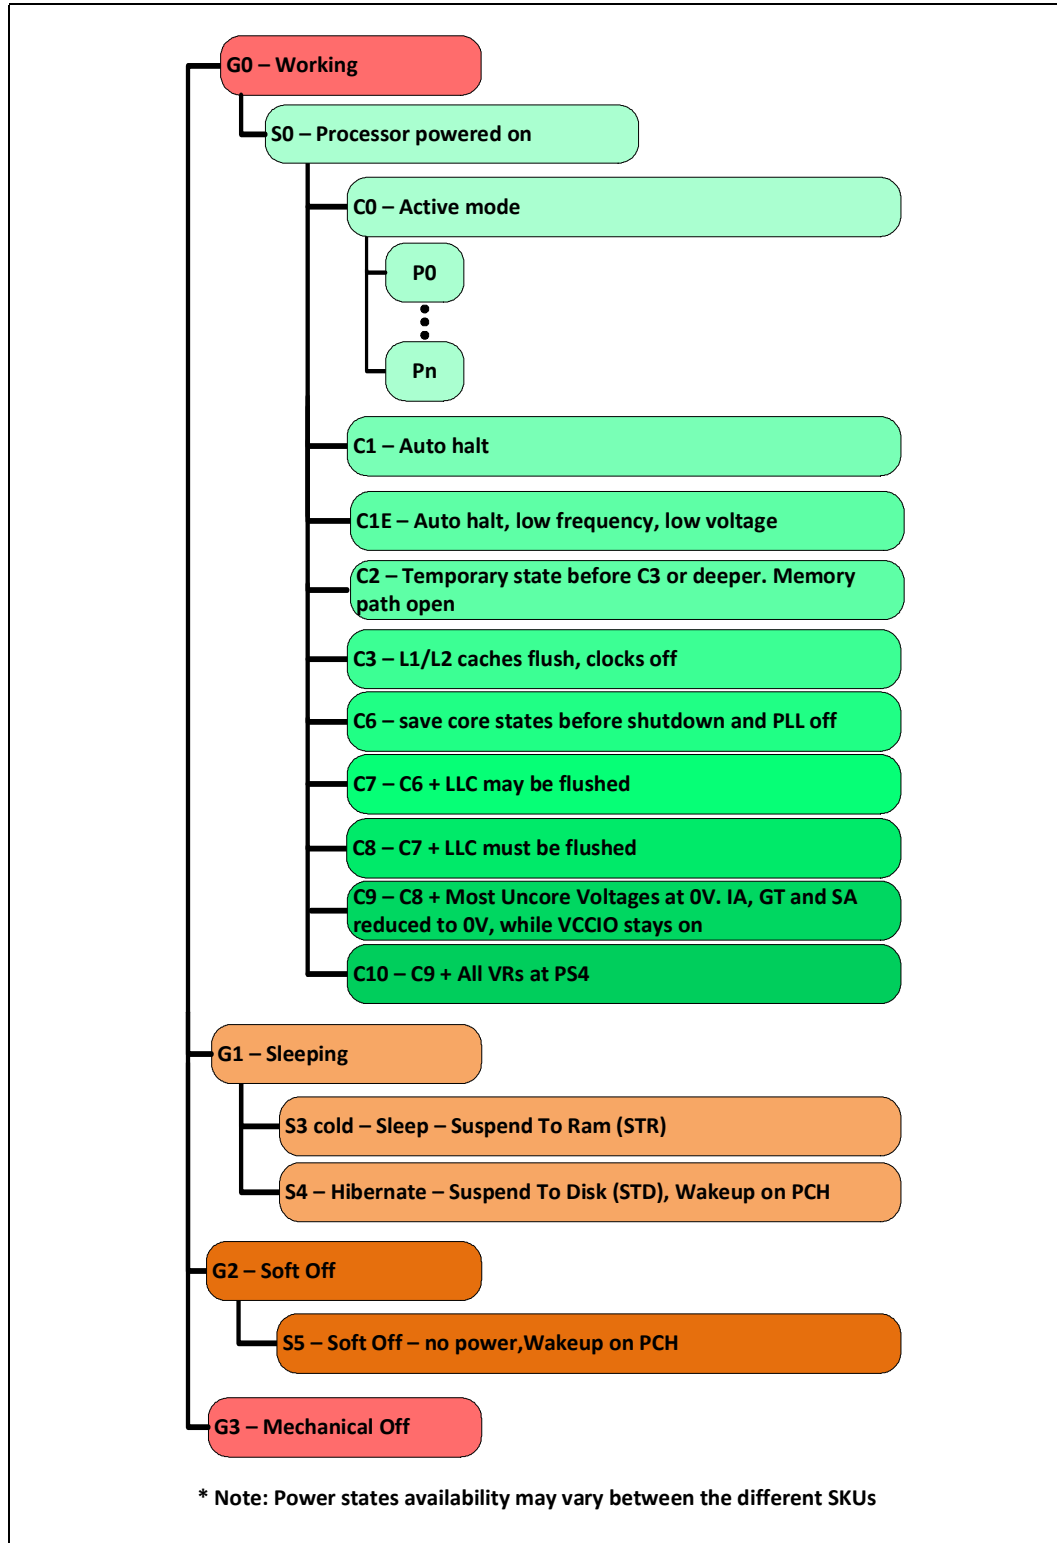 G0 – Working
S0 – Processor powered on
C0 – Active mode
P0
Pn
C1 – Auto halt
C1E – Auto halt, low frequency, low voltage
C2 – Temporary state before C3 or deeper. Memory
path open
C3 – L1/L2 caches flush, clocks off
C6 – save core states before shutdown and PLL off
C7 – C6 + LLC may be flushed
C8 – C7 + LLC must be flushed
C9 – C8 + Most Uncore Voltages at 0V. IA, GT and SA
reduced to 0V, while VCCIO stays on
C10 – C9 + All VRs at PS4
G1 – Sleeping
S3 cold – Sleep – Suspend To Ram (STR)
S4 – Hibernate – Suspend To Disk (STD), Wakeup on PCH
G2 – Soft Off
S5 – Soft Off – no power,Wakeup on PCH
G3 – Mechanical Off
* Note: Power states availability may vary between the different SKUs